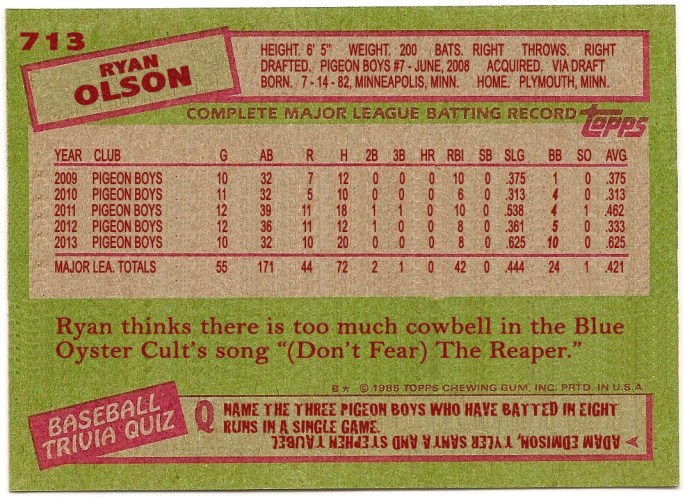 713
RYAN
OLSON
HEIGHT. 6' 5" WEIGHT. 200 BATS. RIGHT THROWS. RIGHT
DRAFTED. PIGEON BOYS #7 - JUNE, 2008 ACQUIRED. VIA DRAFT
BORN. 7 - 14 - 82, MINNEAPOLIS, MINN. HOME. PLYMOUTH, MINN.
COMPLETE MAJOR LEAGUE BATTING RECORD
TOPPS
YEAR CLUB G AB R H 2B 3B HR RBI SB SLG BB SO AVG.
2009 PIGEON BOYS 10 32 7 12 0 0 0 10 0 .375 1 0 .375
2010 PIGEON BOYS 11 32 5 10 0 0 0 6 0 .313 4 0 .313
2011 PIGEON BOYS 12 39 11 18 1 1 0 10 0 .538 4 1 .462
2012 PIGEON BOYS 12 36 11 12 1 0 0 8 0 .361 5 0 .333
2013 PIGEON BOYS 10 32 10 20 0 0 0 8 0 .625 10 0 .625
MAJOR LEA. TOTALS 55 171 44 72 2 1 0 42 0 .444 24 1 .421
Ryan thinks there is too much cowbell in the Blue
Oyster Cult's song "(Don't Fear) The Reaper."
B* © 1985 TOPPS CHEWING GUM, INC. PRTD. IN U.S.A
BASEBALL
TRIVIA QUIZ
Q NAME THE THREE PIGEON BOYS WHO HAVE BATTED IN EIGHT
RUNS IN A SINGLE GAME.
A ADAM EDMISON, TYLER SANTA AND STEPHEN TAUBEL